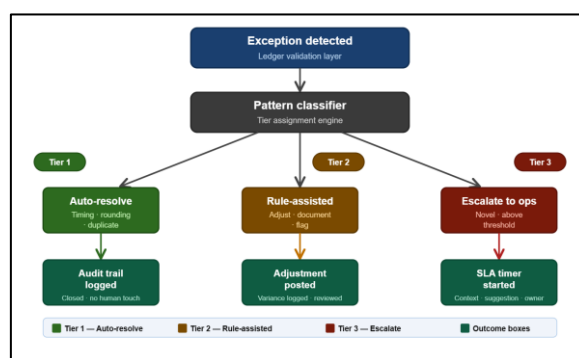 Exception detected
Ledger validation layer
Pattern classifier
Tier assignment engine
Tier 1
Tier 2
Tier 3
Auto-resolve
Timing · rounding
· duplicate
Rule-assisted
Adjust · document
· flag
Escalate to ops
Novel · above
threshold
Audit trail
logged
Closed · no human touch
Adjustment
posted
Variance logged · reviewed
SLA timer
started
Context · suggestion · owner
Tier 1 — Auto-resolve
Tier 2 — Rule-assisted
Tier 3 — Escalate
Outcome boxes